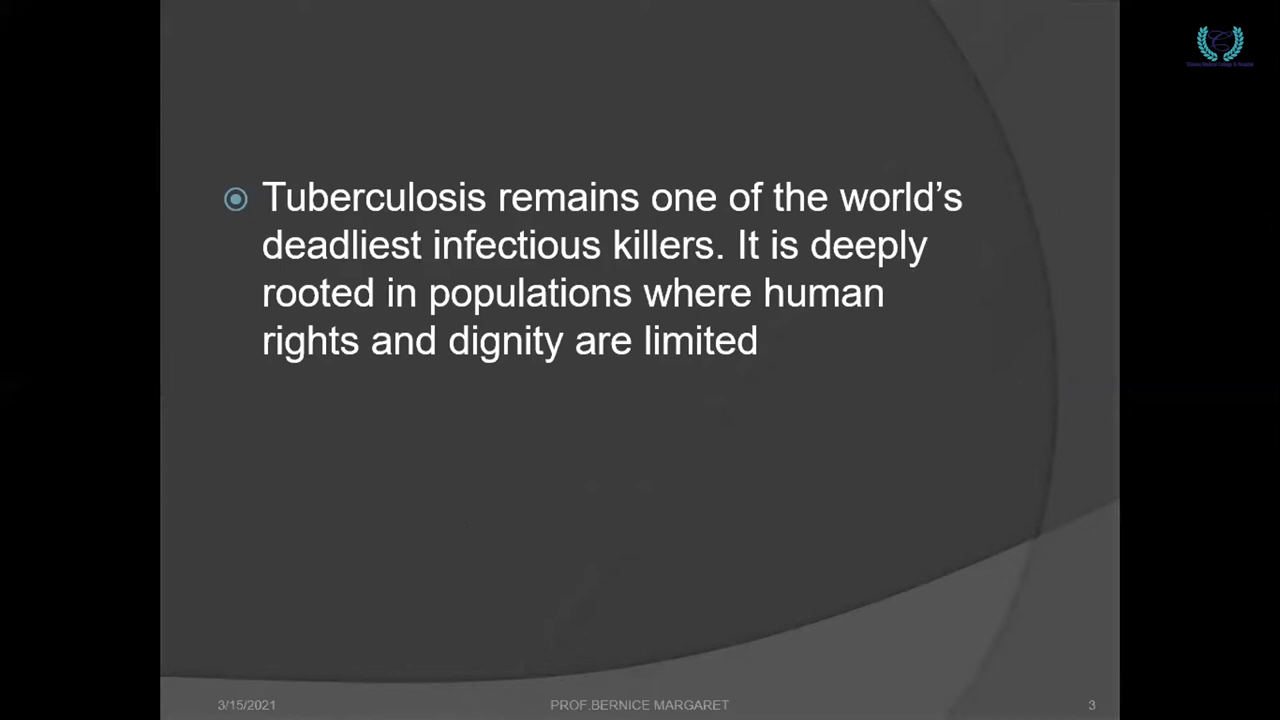 Tuberculosis remains one of the world's
deadliest infectious killers. It is deeply
rooted in populations where human
rights and dignity are limited
3/15/2021
PROF.BERNICE MARGARET
3